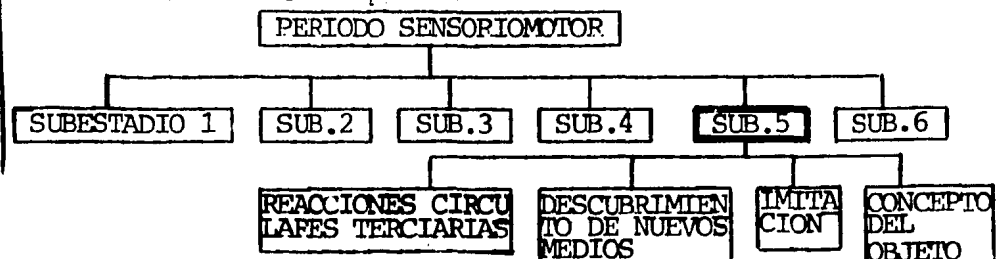 PERIODO SENSORIOMOTOR
SUBESTADIO 1
SUB.2
SUB.3
SUB.4
SUB.5
SUB.6
REACCIONES CIRCU
LAFES TERCIARIAS
DESCUBRIMIEN
TO DE NUEVOS
MEDIOS
IMITA
CION
CONCEPTO
DEL
OBJETO